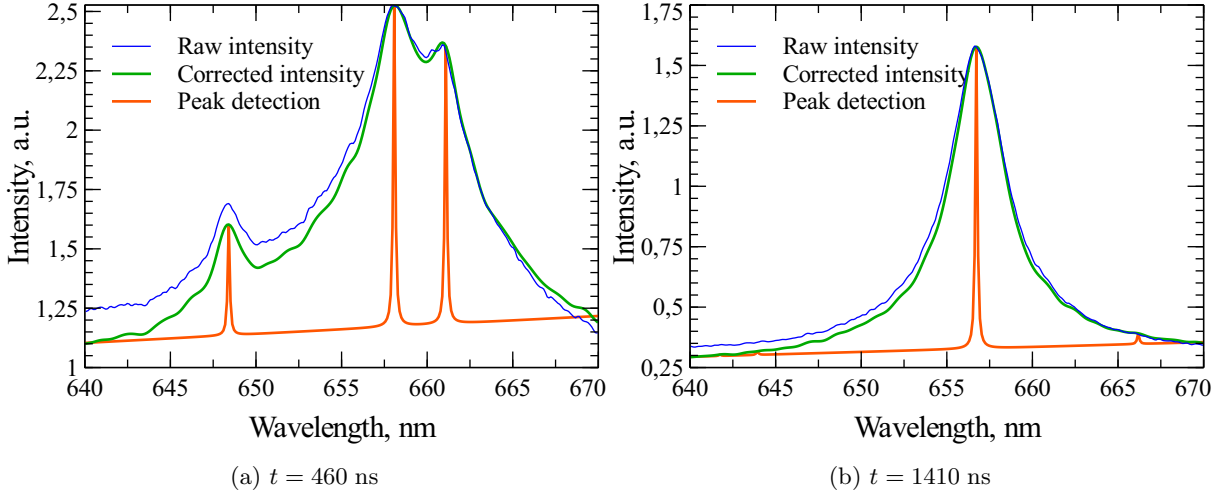 2,5
2,25
2
1,75
1,5
1,25
1
Intensity, a.u.
Raw intensity
Corrected intensity
Peak detection
640 645 650 655 660 665 670
Wavelength, nm
(a) t = 460 ns
1,75
1,5
1,25
1
0,75
0,5
0,25
Intensity, a.u.
Raw intensity
Corrected intensity
Peak detection
640 645 650 655 660 665 670
Wavelength, nm
(b) t = 1410 ns